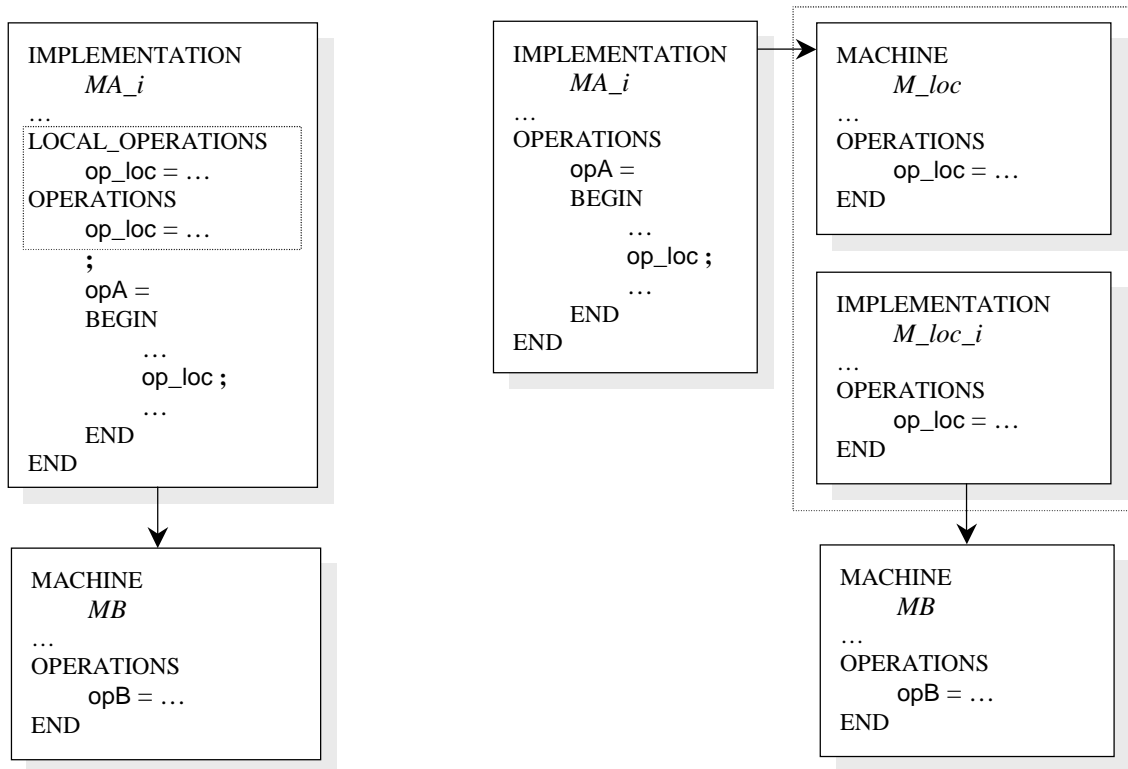 IMPLEMENTATION
MA_i
…
LOCAL_OPERATIONS
op_loc = …
OPERATIONS
op_loc = …
;
opA =
BEGIN
…
op_loc ;
…
END
END
MACHINE
MB
…
OPERATIONS
opB = …
END
IMPLEMENTATION
MA_i
…
OPERATIONS
opA =
BEGIN
…
op_loc ;
…
END
END
MACHINE
M_loc
…
OPERATIONS
op_loc = …
END
IMPLEMENTATION
M_loc_i
…
OPERATIONS
op_loc = …
END
MACHINE
MB
…
OPERATIONS
opB = …
END